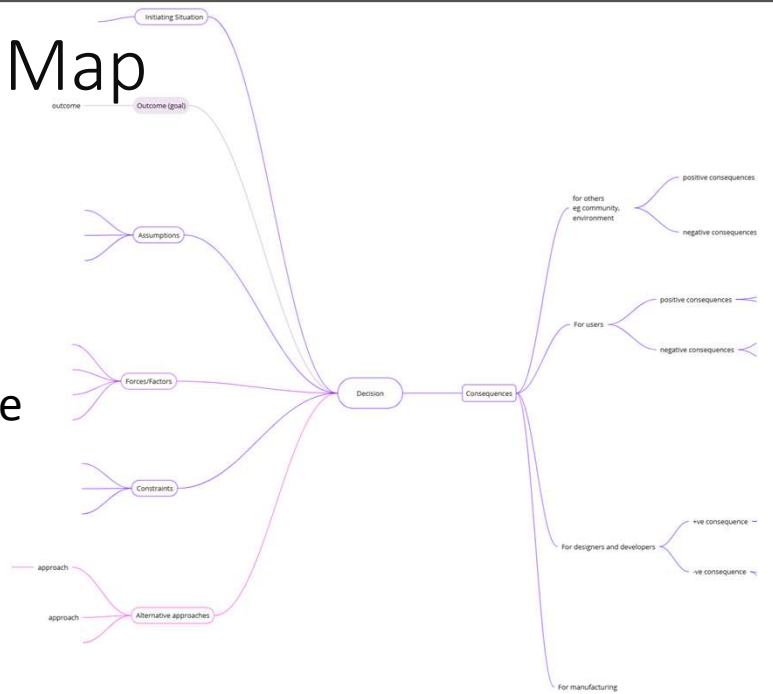 Map
e
Initiating Situation
outcome
Outcome (goal)
Assumptions
Forces/Factors
Constraints
approach
approach
Alternative approaches
Decision
Consequences
for others
eg community,
environment
positive consequences
negative consequences
For users
positive consequences
negative consequences
For designers and developers
+ve consequence
-ve consequence
For manufacturing